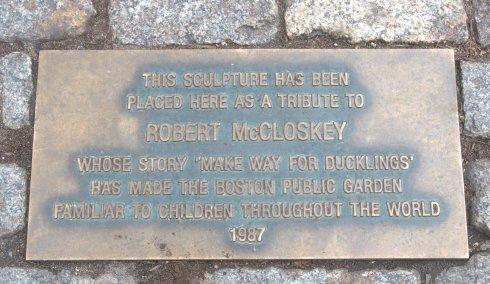 THIS SCULPTURE HAS BEEN
PLACED HERE AS A TRIBUTE TO
ROBERT McCLOSKEY
WHOSE STORY "MAKE WAY FOR DUCKLINGS'
HAS MADE THE BOSTON PUBLIC GARDEN
FAMILIAR TO CHILDREN THROUGHOUT THE WORLD
1987